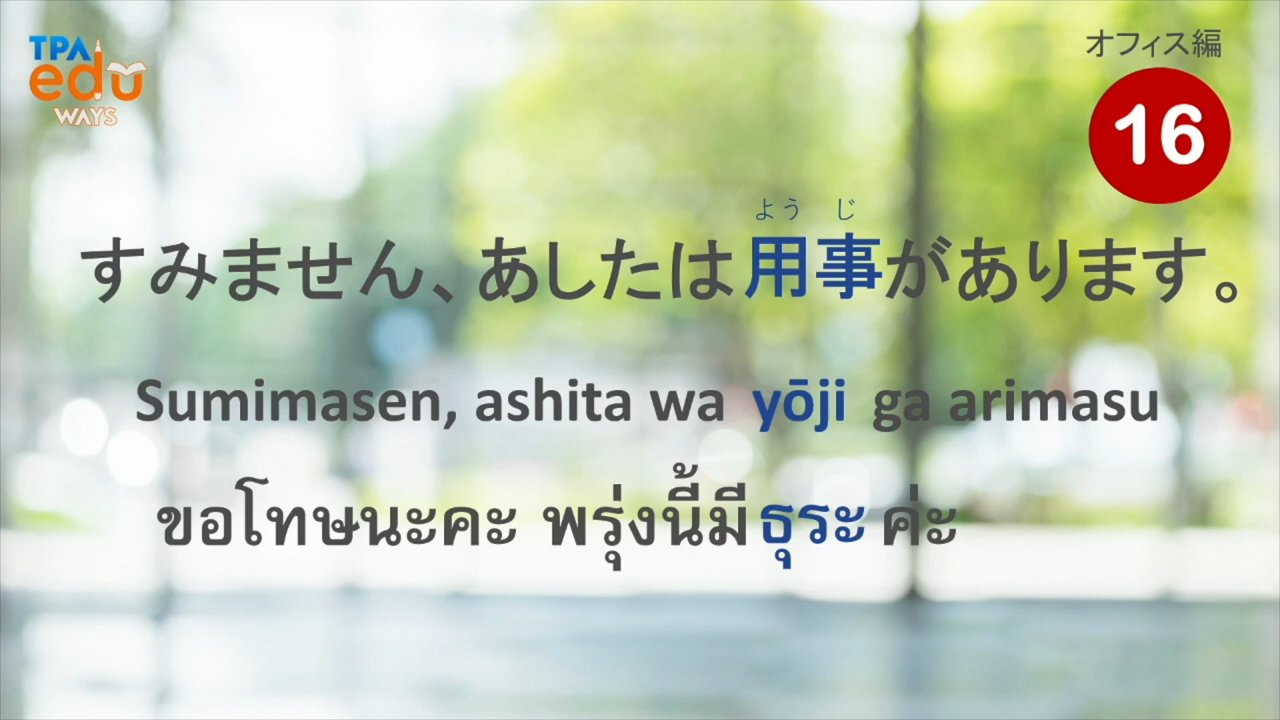 TPA
edu
WAYS
オフィス編
16
よう じ
すみません、あしたは用事があります。
Sumimasen, ashita wa yōji ga arimasu
ขอโทษนะคะ พรุ่งนี้มีธุระ ค่ะ